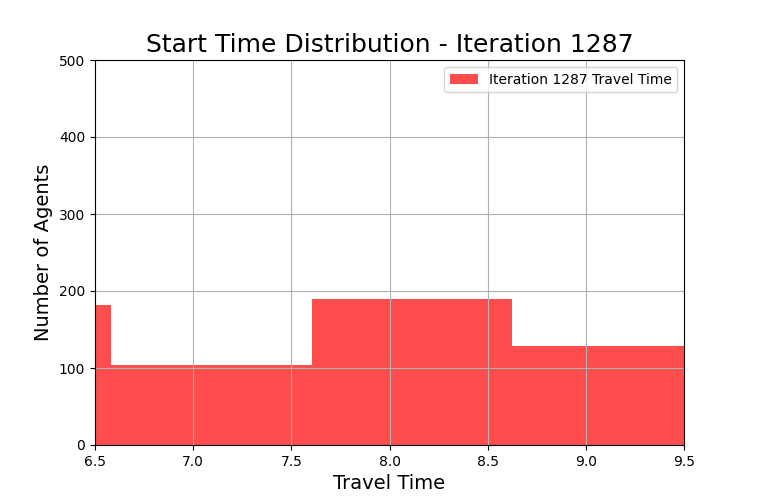 Start Time Distribution - Iteration 1287
500
Iteration 1287 Travel Time
400
300
200
100
0
Number of Agents
6.5 7.0 7.5 8.0 8.5 9.0 9.5
Travel Time